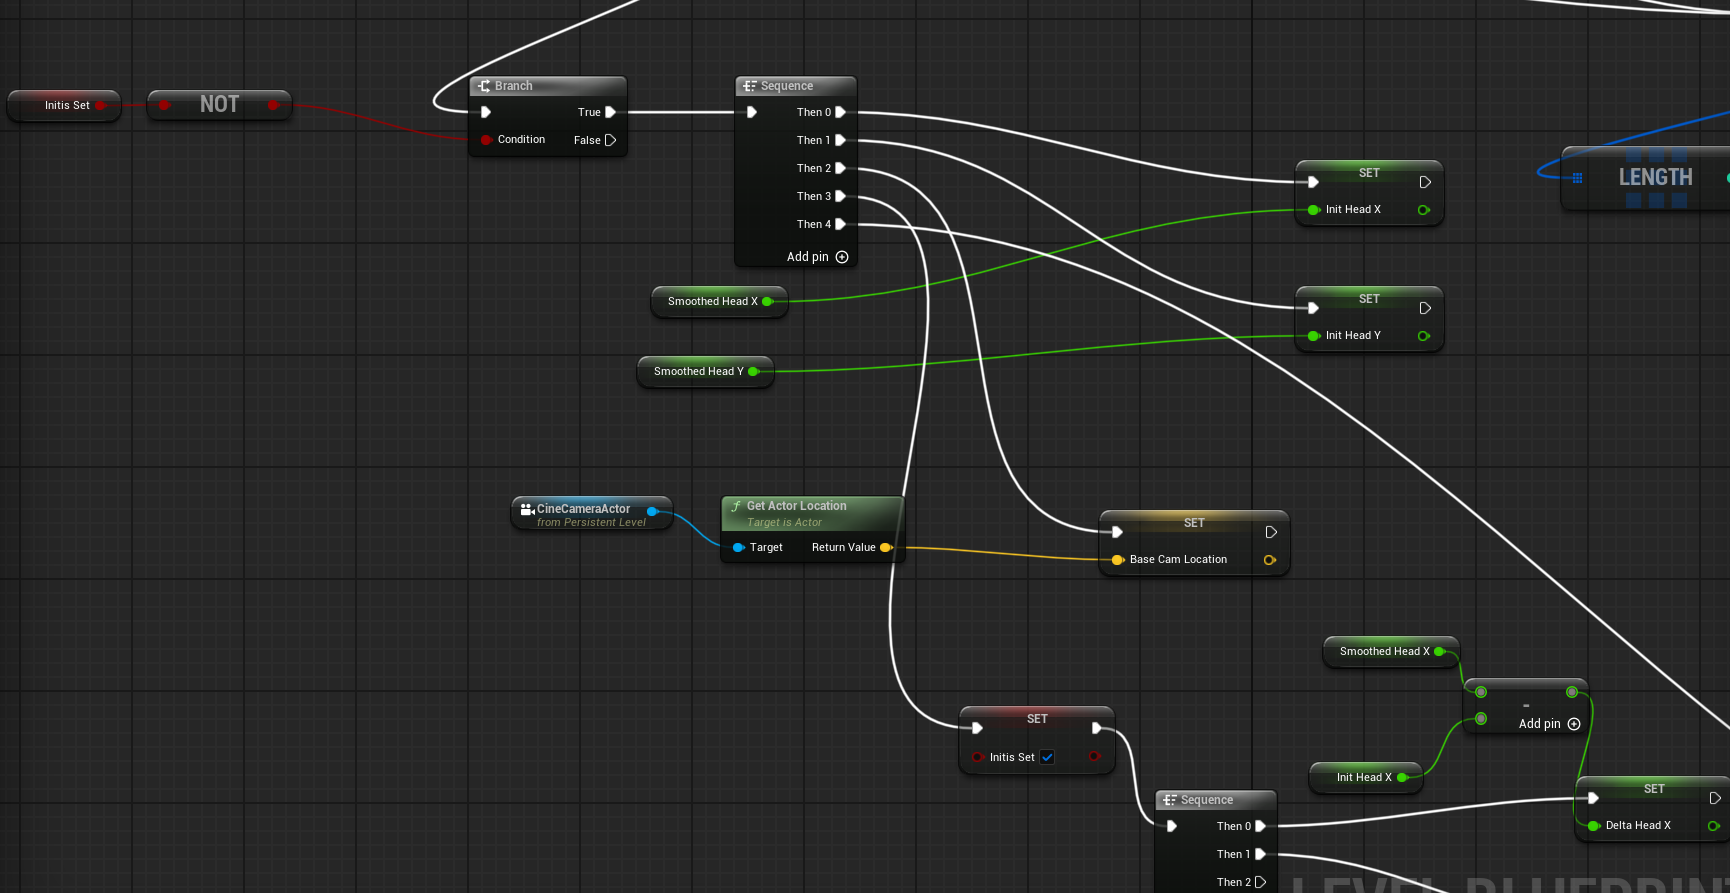 Initis Set
NOT
Branch
True
Condition
False
Sequence
Then 0
Then 1
Then 2
Then 3
Then 4
Add pin
SET
Init Head X
LENGTH
Smoothed Head X
SET
Init Head Y
Smoothed Head Y
CineCameraActor
from Persistent Level
Get Actor Location
Target is Actor
Target
Return Value
SET
Base Cam Location
Smoothed Head X
-
Add pin
Init Head X
SET
Initis Set
SET
Delta Head X
Sequence
Then 0
Then 1
Then 2
LEVEL BLUEPRINT